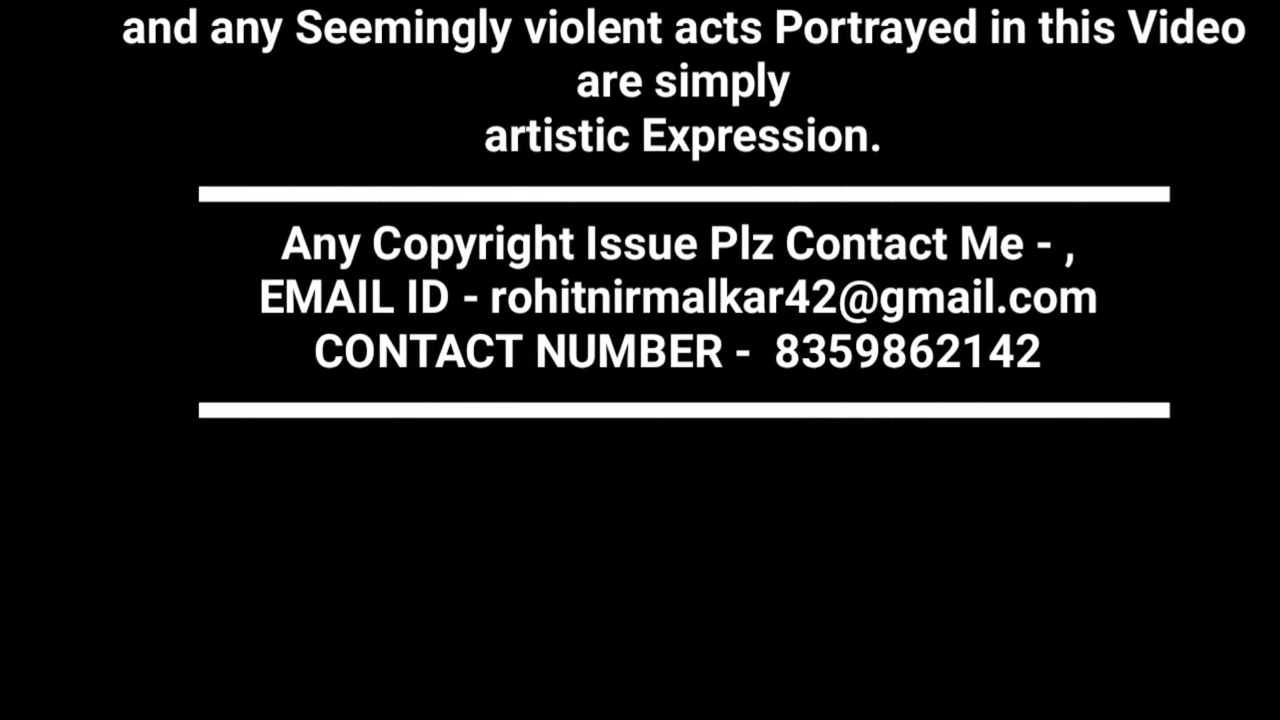 and any Seemingly violent acts Portrayed in this Video
are simply
artistic Expression.
Any Copyright Issue Plz Contact Me - ,
EMAIL ID - rohitnirmalkar42@gmail.com
CONTACT NUMBER -  8359862142